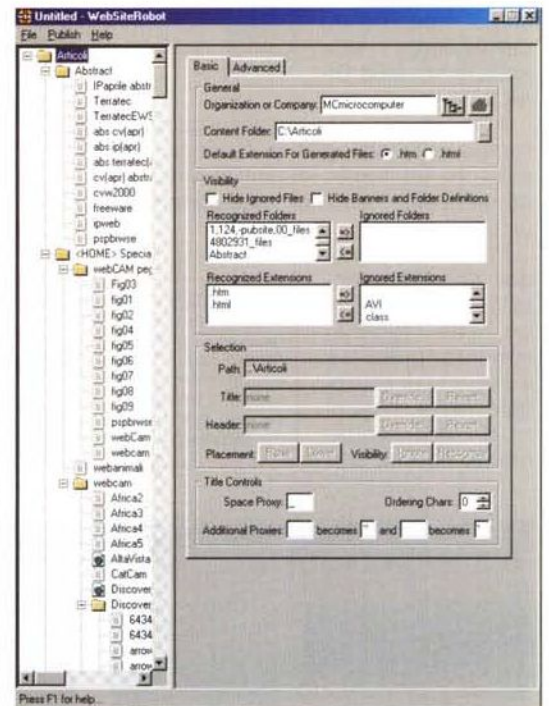 Untitled - WebSiteRobot
File Publish Help
Articoli
Abstract
IPaprile abstr
Terratec
TerratecEWS
abs cv(apr)
abs ip(apr)
abs terratec(
cv(apr) abstr
cvw2000
freeware
ipweb
pspbrwse
<HOME> Specia
webCAM peg
Fig03
fig01
fig02
fig04
fig05
fig06
fig07
fig08
fig09
pspbrwse
webCam
webcam
webanimali
webcam
Africa2
Africa3
Africa4
Africa5
AltaVista
CatCam
Discover
Discover
6434
6434
arrow
arrow
Basic Advanced
General
Organization or Company: MCmicrocomputer
Content Folder: C:\Articoli
Default Extension For Generated Files: .htm .html
Visibility
Hide Ignored Files Hide Banners and Folder Definitions
Recognized Folders Ignored Folders
1,124,-pubsite,00_files
4802931_files
Abstract
Recognized Extensions Ignored Extensions
.htm
html AVI
class
Selection
Path: ..\Articoli
Title: none Override... Revert
Header: none Override... Revert
Placement: Raise Lower Visibility: Ignore Recognize
Title Controls
Space Proxy: _ Ordering Chars: 0
Additional Proxies: becomes " and becomes '
Press F1 for help...